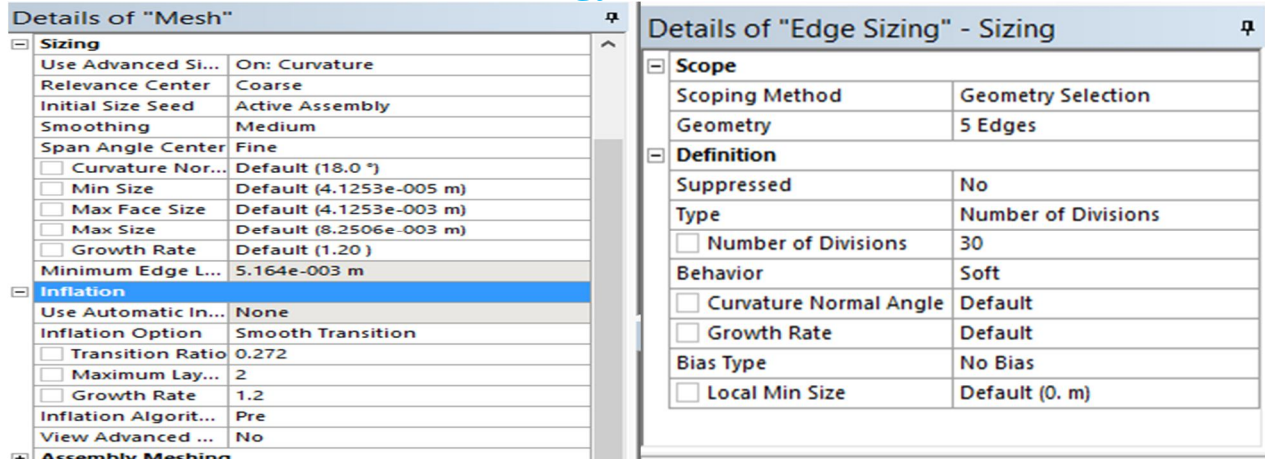 Details of "Mesh"
Sizing
Use Advanced Si... On: Curvature
Relevance Center Coarse
Initial Size Seed Active Assembly
Smoothing Medium
Span Angle Center Fine
Curvature Nor... Default (18.0 °)
Min Size Default (4.1253e-005 m)
Max Face Size Default (4.1253e-003 m)
Max Size Default (8.2506e-003 m)
Growth Rate Default (1.20 )
Minimum Edge L... 5.164e-003 m
Inflation
Use Automatic In... None
Inflation Option Smooth Transition
Transition Ratio 0.272
Maximum Lay... 2
Growth Rate 1.2
Inflation Algorit... Pre
View Advanced ... No
Assembly Meshing
Details of "Edge Sizing" - Sizing
Scope
Scoping Method Geometry Selection
Geometry 5 Edges
Definition
Suppressed No
Type Number of Divisions
Number of Divisions 30
Behavior Soft
Curvature Normal Angle Default
Growth Rate Default
Bias Type No Bias
Local Min Size Default (0. m)